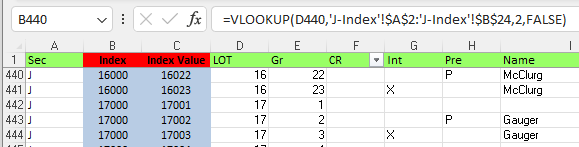 B440 fx =VLOOKUP(D440,'J-Index'!$A$2:'J-Index'!$B$24,2,FALSE)
A B C D E F G H I
1 Sec Index Index Value LOT Gr CR Int Pre Name
440 J 16000 16022 16 22 P McClurg
441 J 16000 16023 16 23 X McClurg
442 J 17000 17001 17 1
443 J 17000 17002 17 2 P Gauger
444 J 17000 17003 17 3 X Gauger